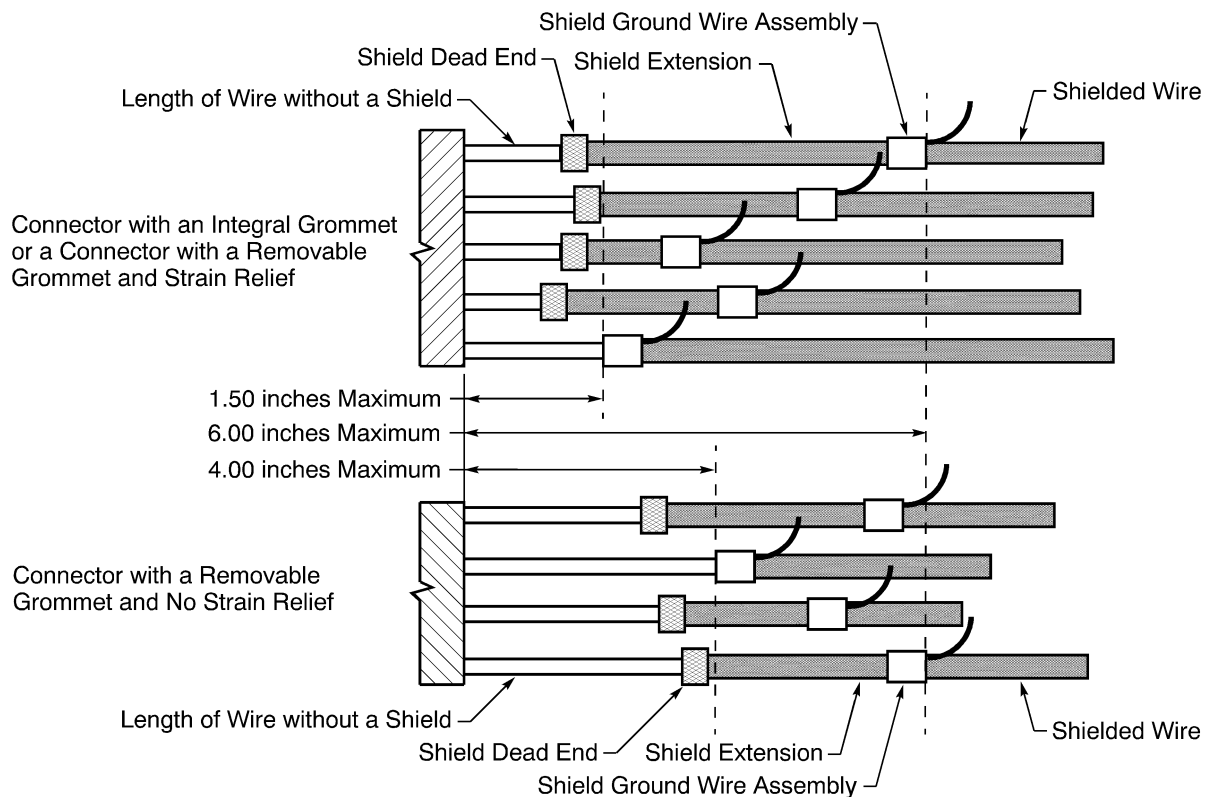 Shield Ground Wire Assembly
Shield Dead End
Shield Extension
Length of Wire without a Shield
Shielded Wire
Connector with an Integral Grommet
or a Connector with a Removable
Grommet and Strain Relief
1.50 inches Maximum
6.00 inches Maximum
4.00 inches Maximum
Connector with a Removable
Grommet and No Strain Relief
Length of Wire without a Shield
Shielded Wire
Shield Dead End
Shield Extension
Shield Ground Wire Assembly